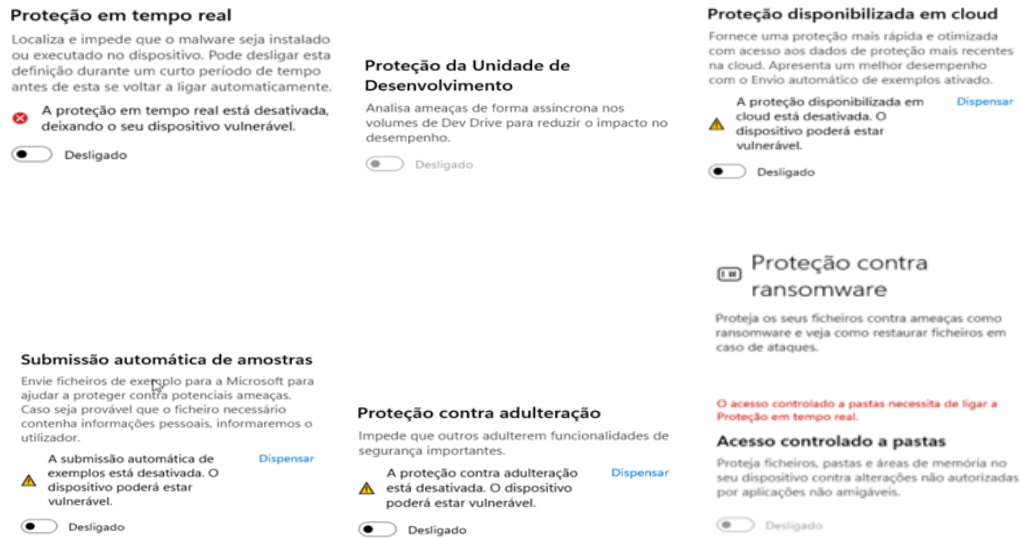 Proteção em tempo real
Localiza e impede que o malware seja instalado
ou executado no dispositivo. Pode desligar esta
definição durante um curto período de tempo
antes de esta se voltar a ligar automaticamente.
A proteção em tempo real está desativada,
deixando o seu dispositivo vulnerável.
Desligado
Proteção da Unidade de
Desenvolvimento
Analisa ameaças de forma assíncrona nos
volumes de Dev Drive para reduzir o impacto no
desempenho.
Desligado
Proteção disponibilizada em cloud
Fornece uma proteção mais rápida e otimizada
com acesso aos dados de proteção mais recentes
na cloud. Apresenta um melhor desempenho
com o Envio automático de exemplos ativado.
A proteção disponibilizada em
cloud está desativada. O
dispositivo poderá estar
vulnerável.
Dispensar
Desligado
Submissão automática de amostras
Envie ficheiros de exemplo para a Microsoft para
ajudar a proteger contra potenciais ameaças.
Caso seja provável que o ficheiro necessário
contenha informações pessoais, informaremos o
utilizador.
A submissão automática de
exemplos está desativada. O
dispositivo poderá estar
vulnerável.
Dispensar
Desligado
Proteção contra adulteração
Impede que outros adulterem funcionalidades de
segurança importantes.
A proteção contra adulteração
está desativada. O dispositivo
poderá estar vulnerável.
Dispensar
Desligado
Proteção contra
ransomware
Proteja os seus ficheiros contra ameaças como
ransomware e veja como restaurar ficheiros em
caso de ataques.
O acesso controlado a pastas necessita de ligar a
Proteção em tempo real.
Acesso controlado a pastas
Proteja ficheiros, pastas e áreas de memória no
seu dispositivo contra alterações não autorizadas
por aplicações não amigáveis.
Desligado